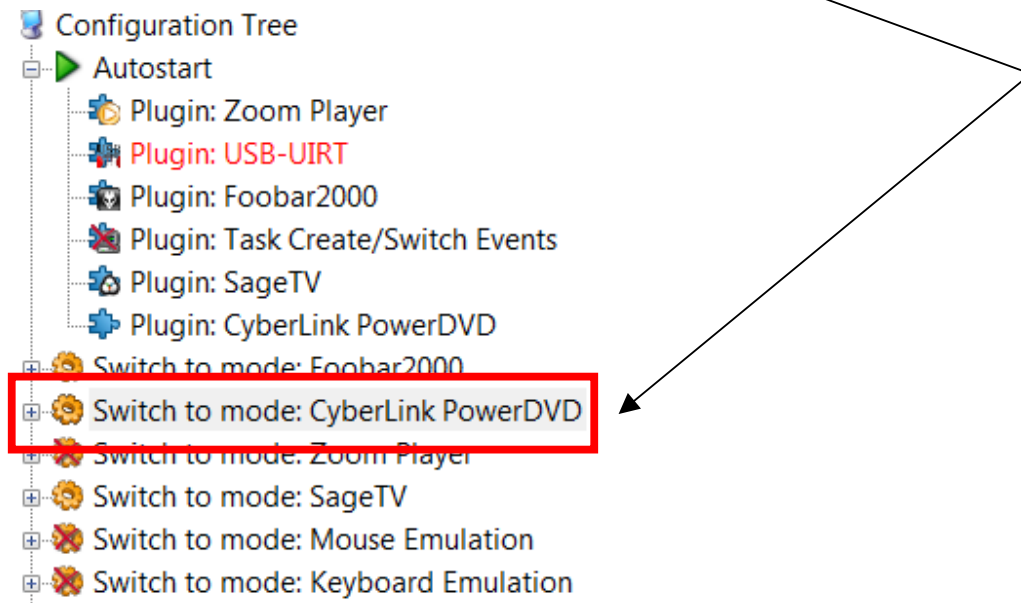 Configuration Tree
Autostart
Plugin: Zoom Player
Plugin: USB-UIRT
Plugin: Foobar2000
Plugin: Task Create/Switch Events
Plugin: SageTV
Plugin: CyberLink PowerDVD
Switch to mode: Foobar2000
Switch to mode: CyberLink PowerDVD
Switch to mode: Zoom Player
Switch to mode: SageTV
Switch to mode: Mouse Emulation
Switch to mode: Keyboard Emulation